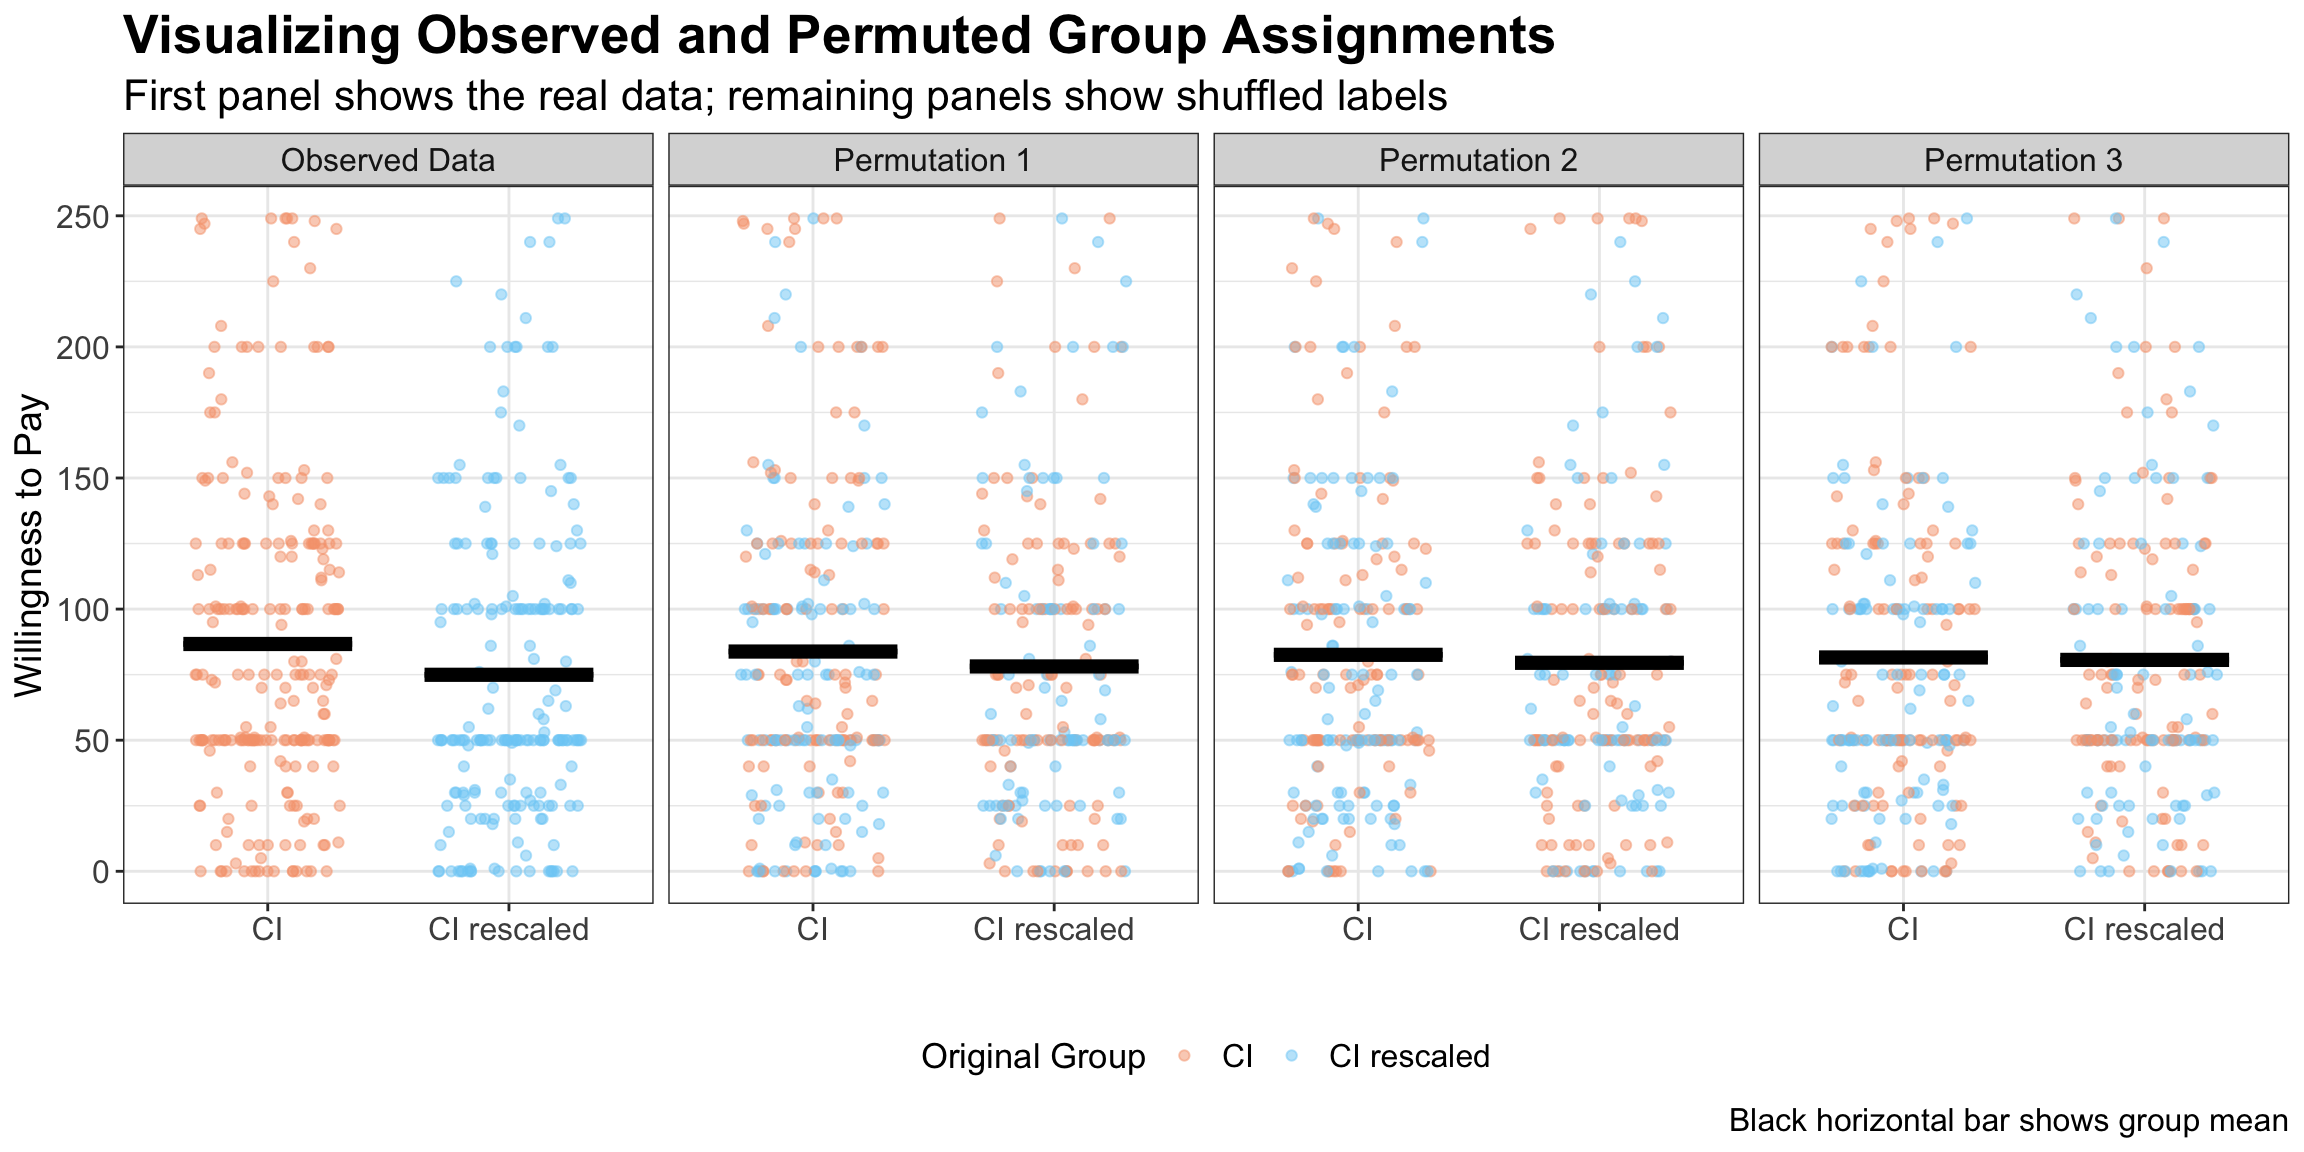 Visualizing Observed and Permuted Group Assignments
First panel shows the real data; remaining panels show shuffled labels
Observed Data
Permutation 1
Permutation 2
Permutation 3
Willingness to Pay
250
200
150
100
50
0
CI
CI rescaled
CI
CI rescaled
CI
CI rescaled
CI
CI rescaled
Original Group CI CI rescaled
Black horizontal bar shows group mean